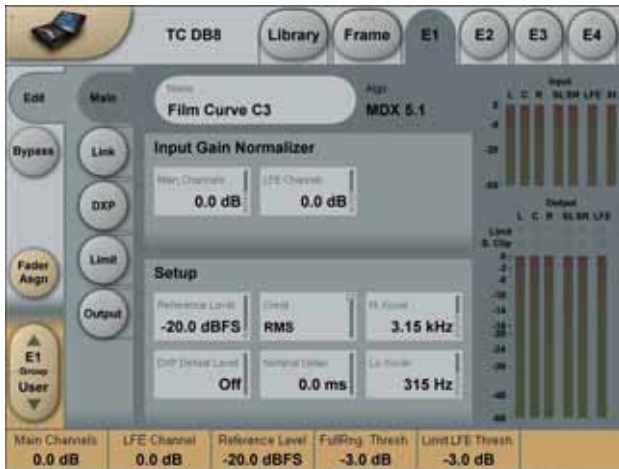 TC DB8
Library
Frame
E1
E2
E3
E4
Edit
Main
Name
Film Curve C3
Algo
MDX 5.1
Input
L C R SL SR LFE
Bypass
Link
Input Gain Normalizer
Main Channels
0.0 dB
LFE Channel
0.0 dB
DXP
Output
L C R SL SR LFE
Limit
Fader
Asgn
Limit
Setup
Output
Reference Level
-20.0 dBFS
Crest
RMS
Hi Xover
3.15 kHz
DXP Defeat Level
Off
Nominal Delay
0.0 ms
Lo Xover
315 Hz
E1
Group
User
Main Channels
0.0 dB
LFE Channel
0.0 dB
Reference Level
-20.0 dBFS
FullRng. Thresh
-3.0 dB
Limit LFE Thresh
-3.0 dB